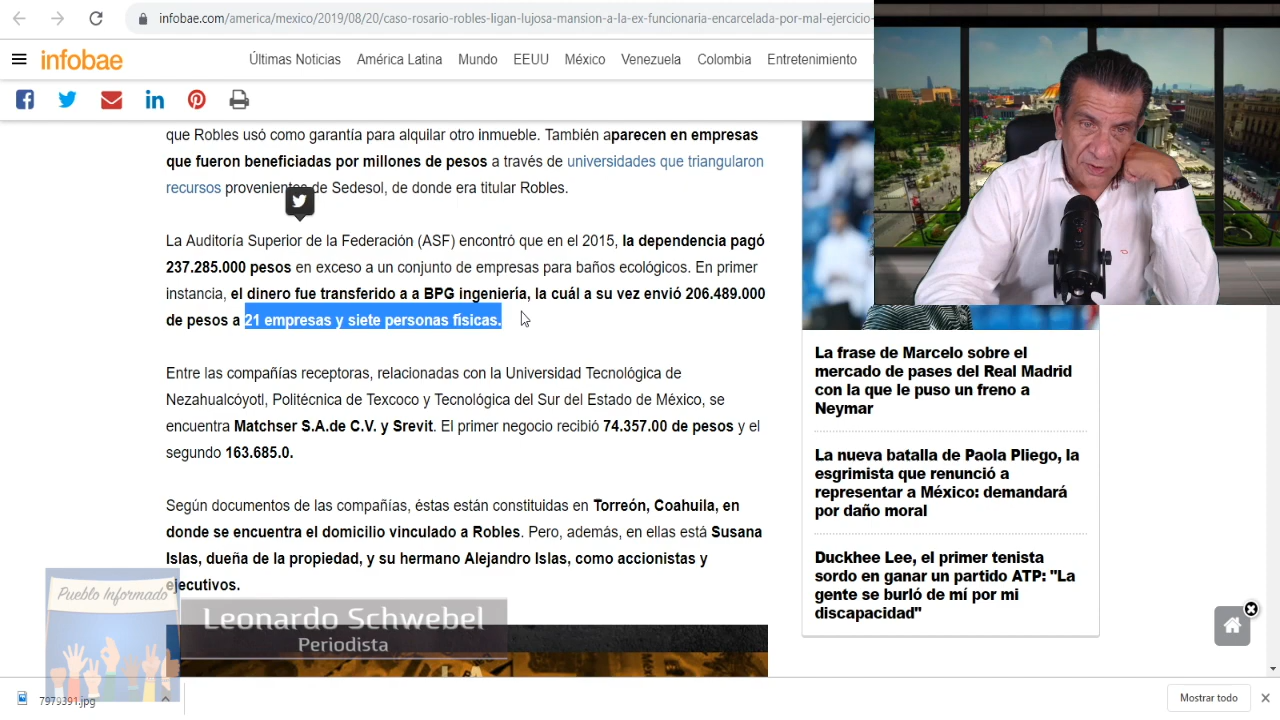 infobae.com/america/mexico/2019/08/20/caso-rosario-robles-ligan-lujosa-mansion-a-la-ex-funcionaria-encarcelada-por-mal-ejercicio-
infobae
Últimas Noticias América Latina Mundo EEUU México Venezuela Colombia Entretenimiento
que Robles usó como garantía para alquilar otro inmueble. También aparecen en empresas
que fueron beneficiadas por millones de pesos a través de universidades que triangularon
recursos provenientes de Sedesol, de donde era titular Robles.
La Auditoría Superior de la Federación (ASF) encontró que en el 2015, la dependencia pagó
237.285.000 pesos en exceso a un conjunto de empresas para baños ecológicos. En primer
instancia, el dinero fue transferido a a BPG ingeniería, la cuál a su vez envió 206.489.000
de pesos a 21 empresas y siete personas físicas.
Entre las compañías receptoras, relacionadas con la Universidad Tecnológica de
Nezahualcóyotl, Politécnica de Texcoco y Tecnológica del Sur del Estado de México, se
encuentra Matchser S.A.de C.V. y Srevit. El primer negocio recibió 74.357.00 de pesos y el
segundo 163.685.0.
Según documentos de las compañías, éstas están constituidas en Torreón, Coahuila, en
donde se encuentra el domicilio vinculado a Robles. Pero, además, en ellas está Susana
Islas, dueña de la propiedad, y su hermano Alejandro Islas, como accionistas y
ejecutivos.
La frase de Marcelo sobre el
mercado de pases del Real Madrid
con la que le puso un freno a
Neymar
La nueva batalla de Paola Pliego, la
esgrimista que renunció a
representar a México: demandará
por daño moral
Duckhee Lee, el primer tenista
sordo en ganar un partido ATP: "La
gente se burló de mí por mi
discapacidad"
Pueblo Informado
Leonardo Schwebel
Periodista
7979391.jpg
Mostrar todo